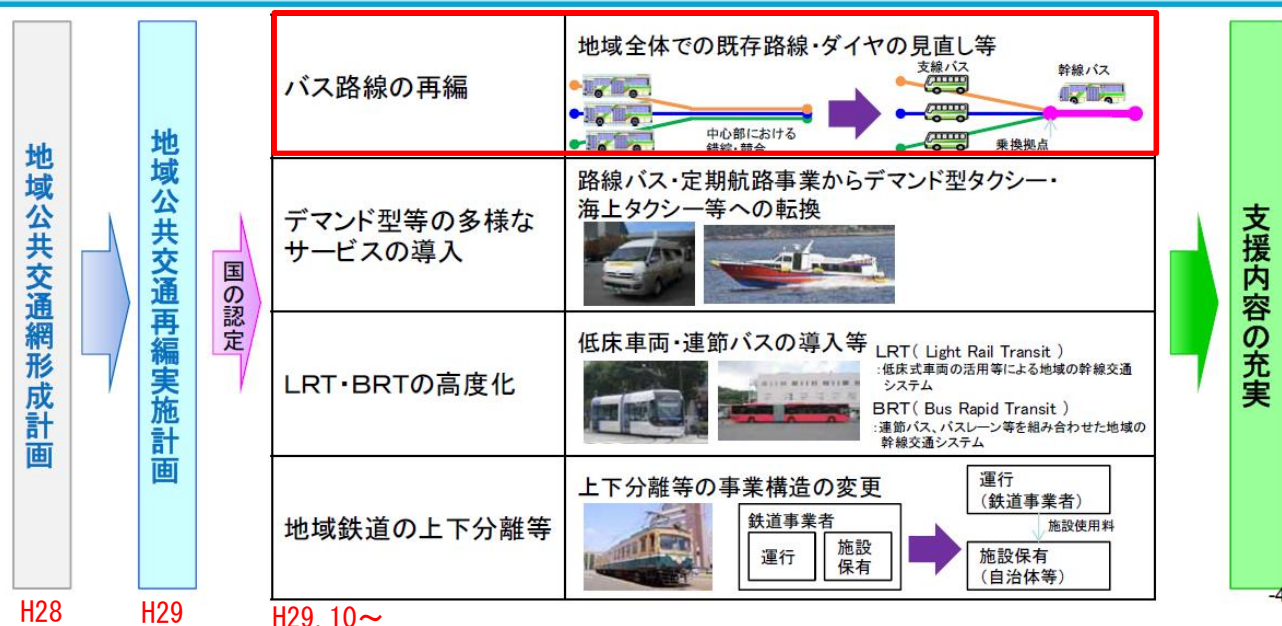 地域公共交通網形成計画
地域公共交通再編実施計画
国の認定
バス路線の再編
地域全体での既存路線・ダイヤの見直し等
支線バス
幹線バス
中心部における
錯綜・競合
乗換拠点
デマンド型等の多様な
サービスの導入
路線バス・定期航路事業からデマンド型タクシー・
海上タクシー等への転換
LRT・BRTの高度化
低床車両・連節バスの導入等
LRT( Light Rail Transit )
:低床式車両の活用等による地域の幹線交通
システム
BRT( Bus Rapid Transit )
:連節バス、バスレーン等を組み合わせた地域の
幹線交通システム
地域鉄道の上下分離等
上下分離等の事業構造の変更
鉄道事業者
運行
施設
保有
運行
(鉄道事業者)
施設使用料
施設保有
(自治体等)
支援内容の充実
H28
H29
H29.10～
-4